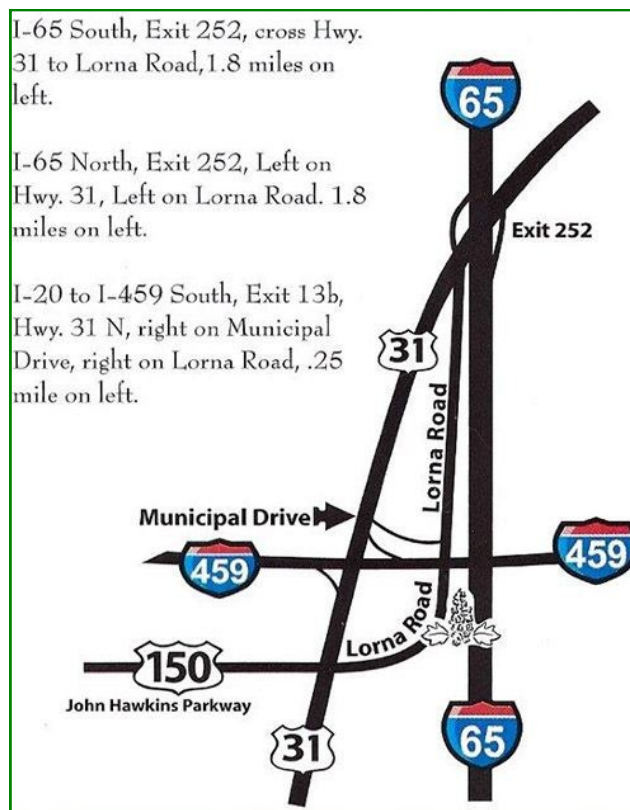 I-65 South, Exit 252, cross Hwy.
31 to Lorna Road,1.8 miles on
left.
I-65 North, Exit 252, Left on
Hwy. 31, Left on Lorna Road. 1.8
miles on left.
I-20 to I-459 South, Exit 13b,
Hwy. 31 N, right on Municipal
Drive, right on Lorna Road, .25
mile on left.
65
Exit 252
31
Lorna Road
Municipal Drive
459
459
Lorna Road
150
John Hawkins Parkway
31
65